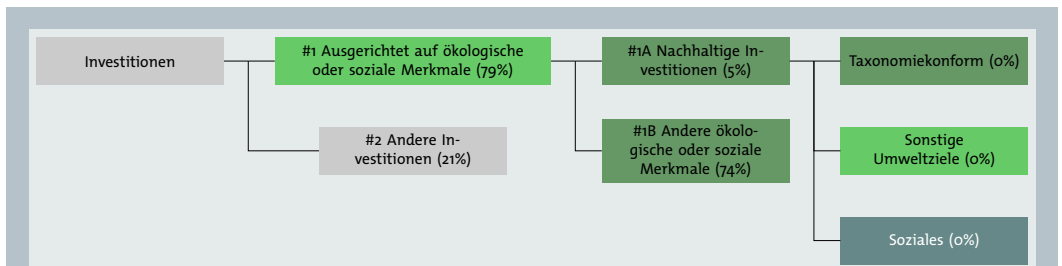 Investitionen
#1 Ausgerichtet auf ökologische
oder soziale Merkmale (79%)
#2 Andere In-
vestitionen (21%)
#1A Nachhaltige In-
vestitionen (5%)
#1B Andere ökolo-
gische oder soziale
Merkmale (74%)
Taxonomiekonform (0%)
Sonstige
Umweltziele (0%)
Soziales (0%)